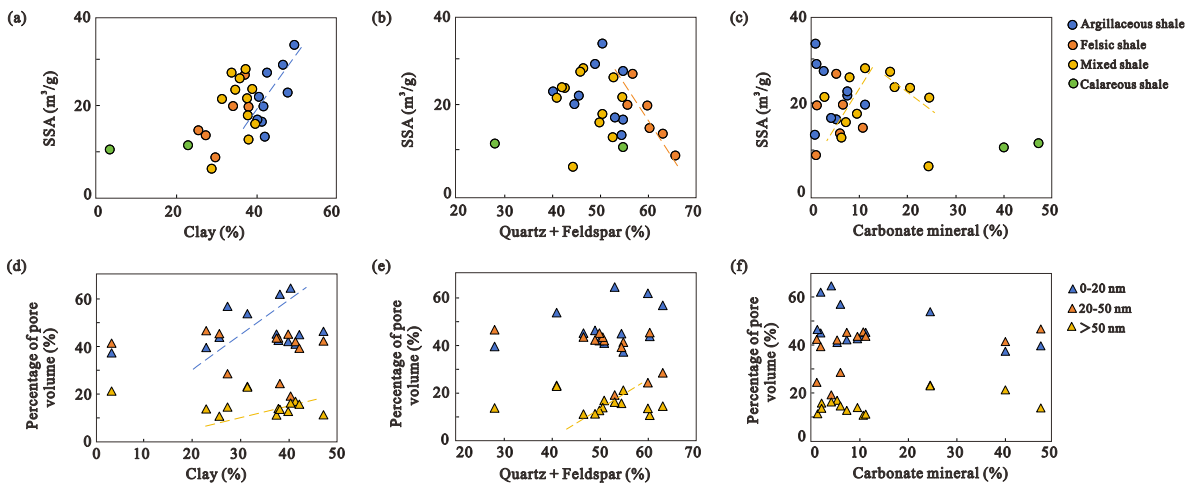 (a)
40
20
0
SSA (m³/g)
0
20
40
60
Clay (%)
(b)
40
20
0
SSA (m³/g)
20
30
40
50
60
70
Quartz + Feldspar (%)
(c)
40
20
0
SSA (m³/g)
0
10
20
30
40
50
Carbonate mineral (%)
Argillaceous shale
Felsic shale
Mixed shale
Calareous shale
(d)
60
40
20
0
Percentage of pore
volume (%)
0
10
20
30
40
50
Clay (%)
(e)
60
40
20
0
Percentage of pore
volume (%)
20
30
40
50
60
70
Quartz + Feldspar (%)
(f)
60
40
20
0
Percentage of pore
volume (%)
0
10
20
30
40
50
Carbonate mineral (%)
0-20 nm
20-50 nm
>50 nm